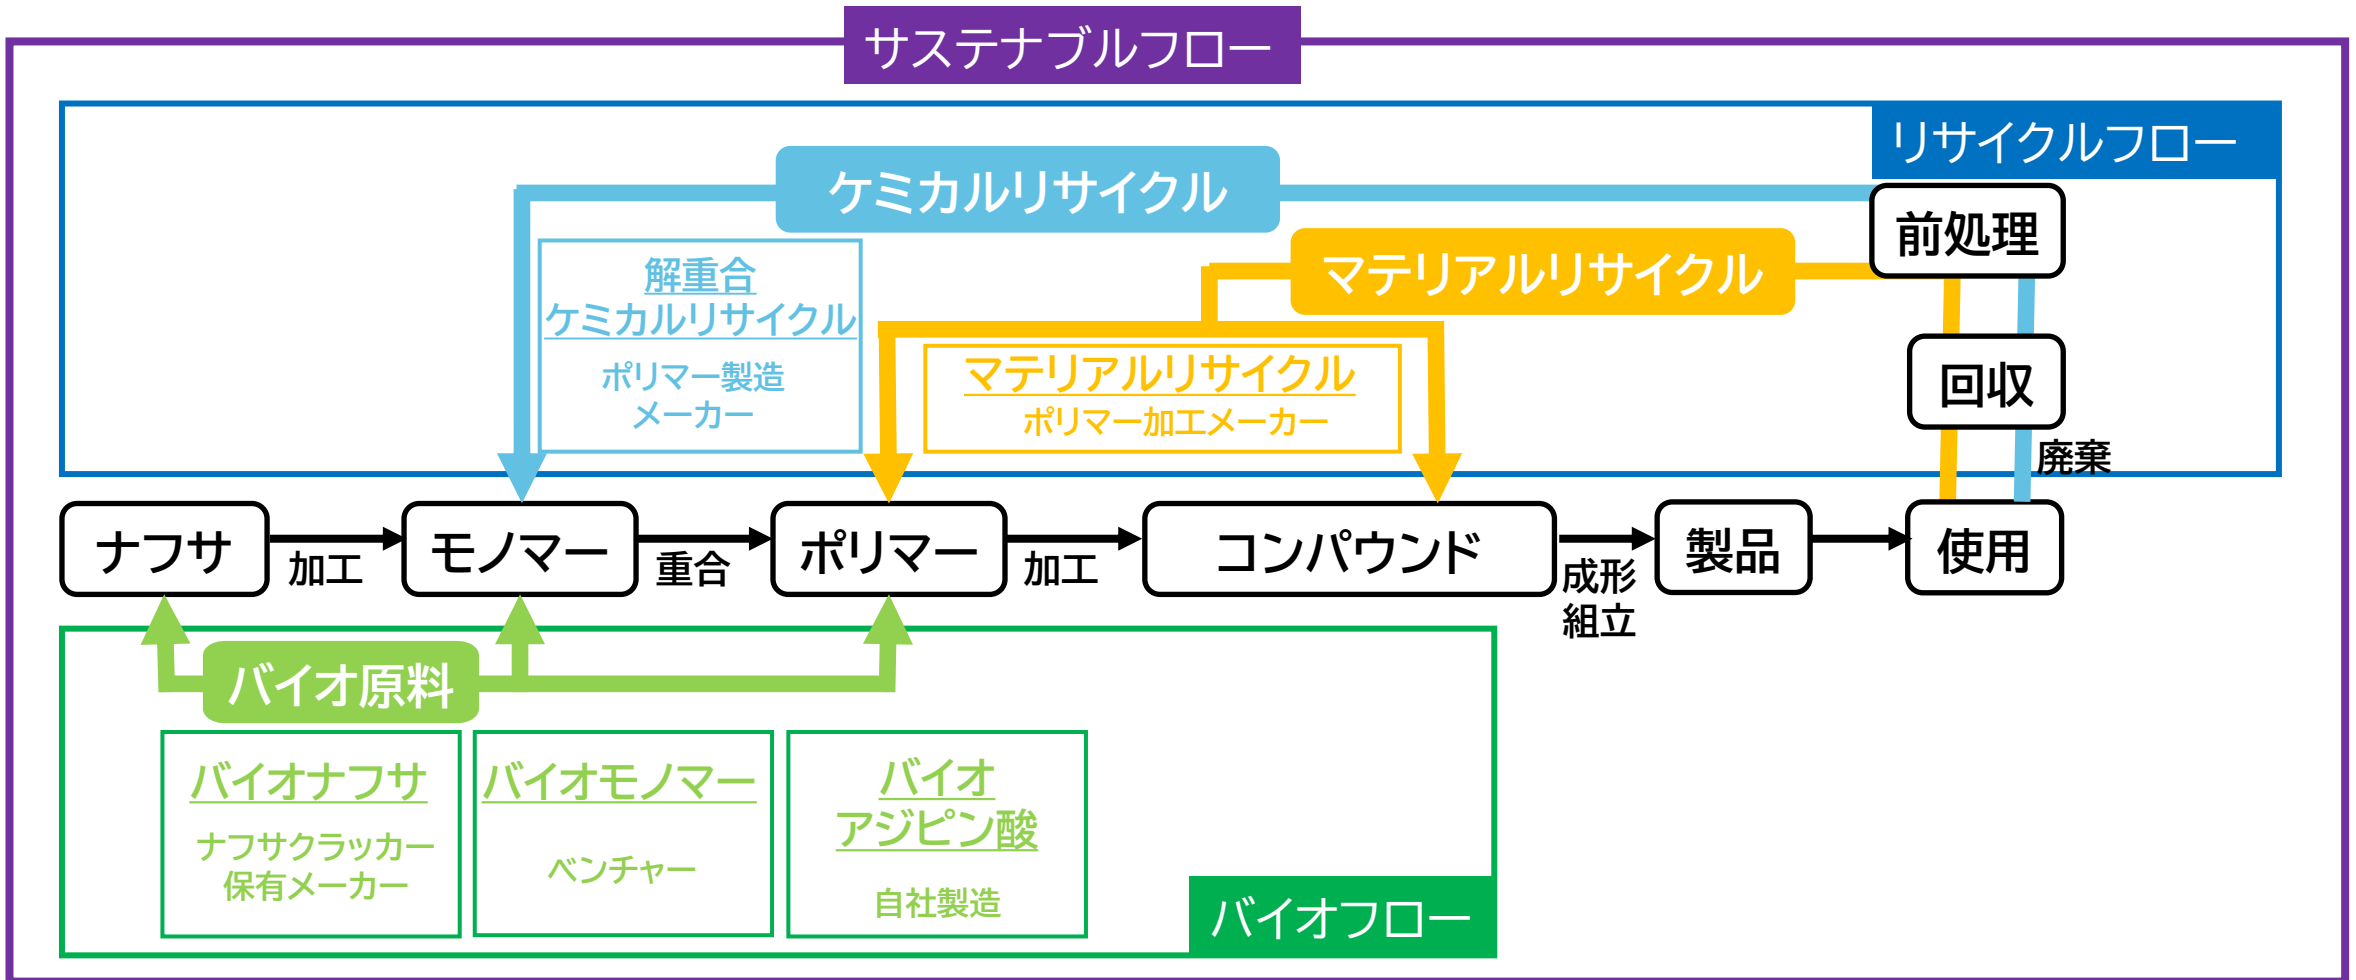 サステナブルフロー
リサイクルフロー
ケミカルリサイクル
前処理
マテリアルリサイクル
解重合
ケミカルリサイクル
ポリマー製造
メーカー
マテリアルリサイクル
ポリマー加工メーカー
回収
廃棄
ナフサ
加工
モノマー
重合
ポリマー
加工
コンパウンド
成形
組立
製品
使用
バイオ原料
バイオナフサ
ナフサクラッカー
保有メーカー
バイオモノマー
ベンチャー
バイオ
アジピン酸
自社製造
バイオフロー